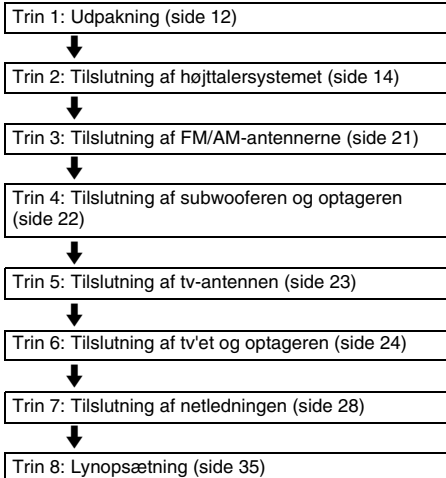 Trin 1: Udpakning (side 12)
Trin 2: Tilslutning af højttalersystemet (side 14)
Trin 3: Tilslutning af FM/AM-antennerne (side 21)
Trin 4: Tilslutning af subwooferen og optageren
(side 22)
Trin 5: Tilslutning af tv-antennen (side 23)
Trin 6: Tilslutning af tv'et og optageren (side 24)
Trin 7: Tilslutning af netledningen (side 28)
Trin 8: Lynopsætning (side 35)